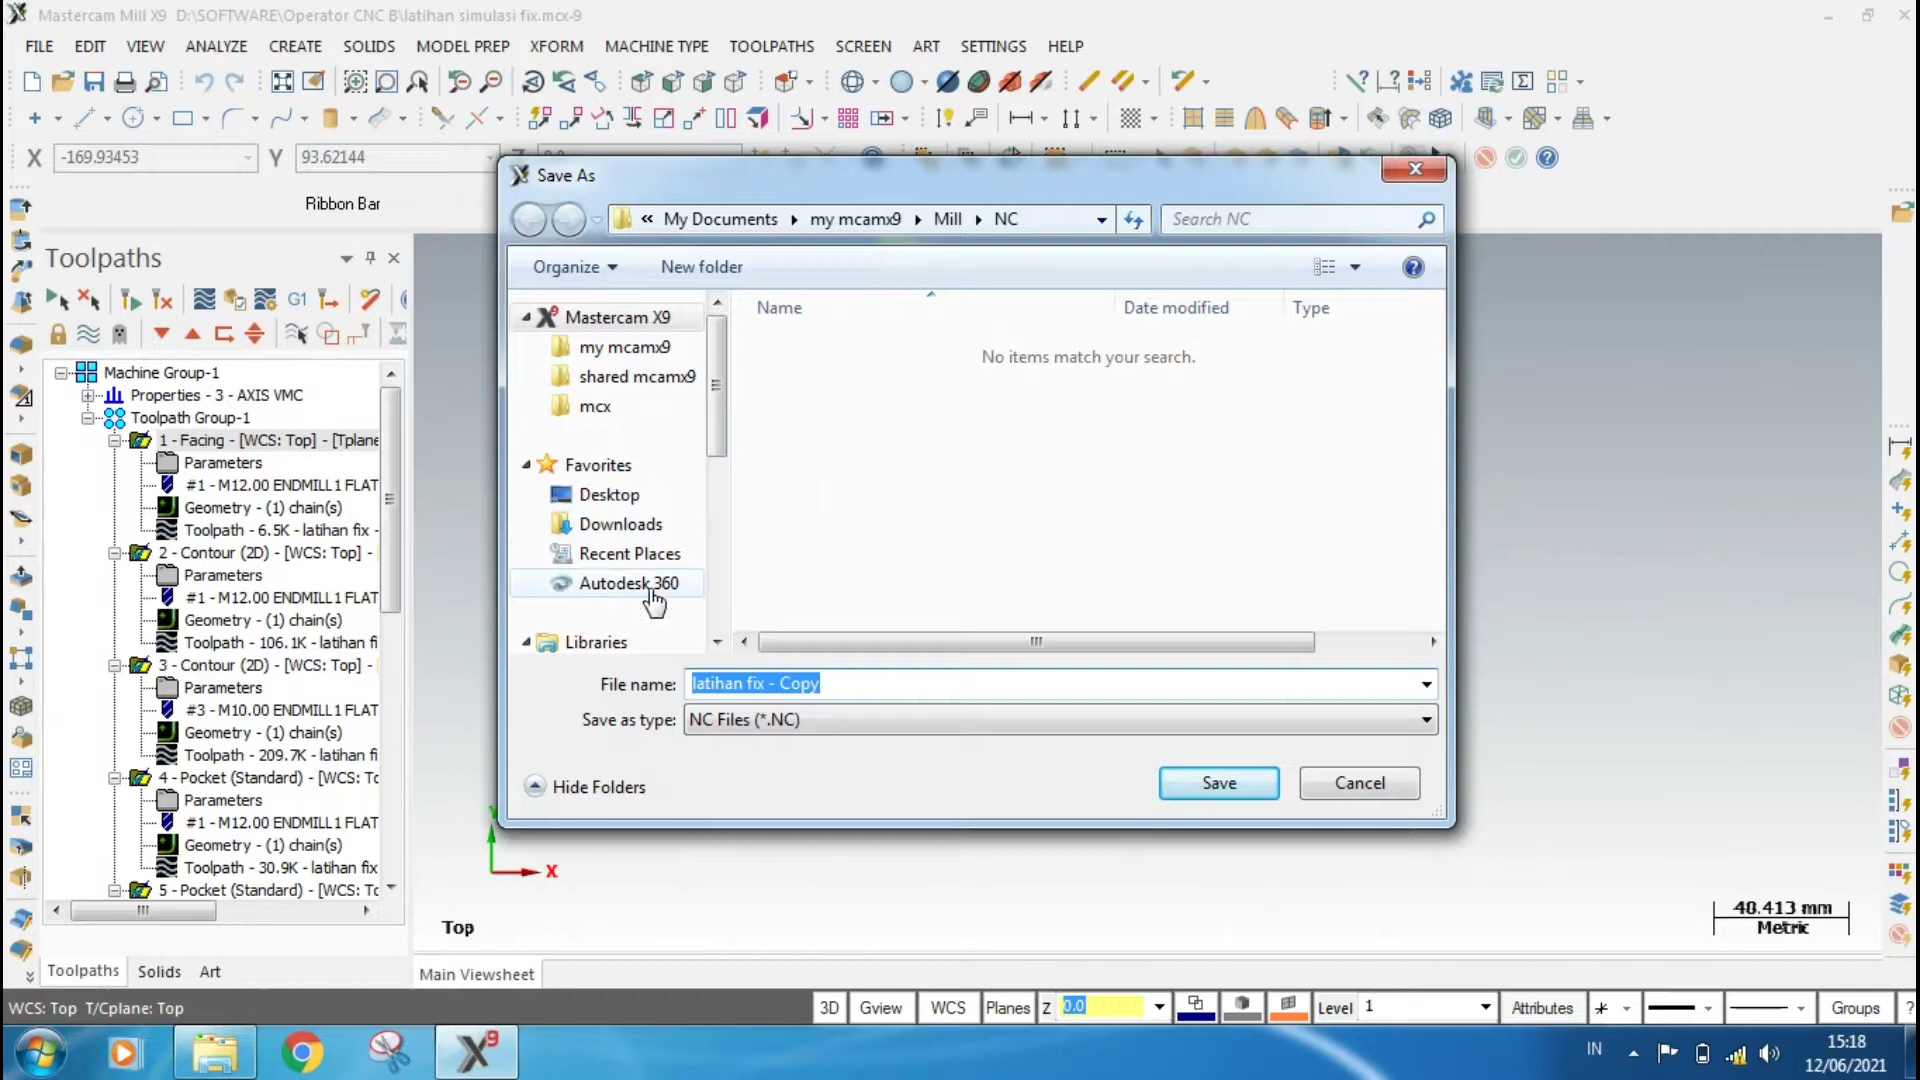 Mastercam Mill X9 D:\SOFTWARE\Operator CNC B\latihan simulasi fix.mcx-9
FILE EDIT VIEW ANALYZE CREATE SOLIDS MODEL PREP XFORM MACHINE TYPE TOOLPATHS SCREEN ART SETTINGS HELP
X -169.93453 Y 93.62144
Ribbon Bar
Save As
« My Documents my mcamx9 Mill NC
Search NC
Organize New folder
Mastercam X9
my mcamx9
shared mcamx9
mcx
Favorites
Desktop
Downloads
Recent Places
Autodesk 360
Libraries
Name Date modified Type
No items match your search.
File name: latihan fix - Copy
Save as type: NC Files (*.NC)
Hide Folders
Save Cancel
Toolpaths
G1
Machine Group-1
Properties - 3 - AXIS VMC
Toolpath Group-1
1 - Facing - [WCS: Top] - [Tplane
Parameters
#1 - M12.00 ENDMILL1 FLAT
Geometry - (1) chain(s)
Toolpath - 6.5K - latihan fix -
2 - Contour (2D) - [WCS: Top] -
Parameters
#1 - M12.00 ENDMILL1 FLAT
Geometry - (1) chain(s)
Toolpath - 106.1K - latihan fi
3 - Contour (2D) - [WCS: Top] -
Parameters
#3 - M10.00 ENDMILL1 FLAT
Geometry - (1) chain(s)
Toolpath - 209.7K - latihan fi
4 - Pocket (Standard) - [WCS: To
Parameters
#1 - M12.00 ENDMILL1 FLAT
Geometry - (1) chain(s)
Toolpath - 30.9K - latihan fix
5 - Pocket (Standard) - [WCS: To
X
Top
48.413 mm
Metric
Toolpaths Solids Art
Main Viewsheet
WCS: Top T/Cplane: Top
3D Gview WCS Planes Z 0.0 Level 1 Attributes Groups ?
IN
15:18
12/06/2021